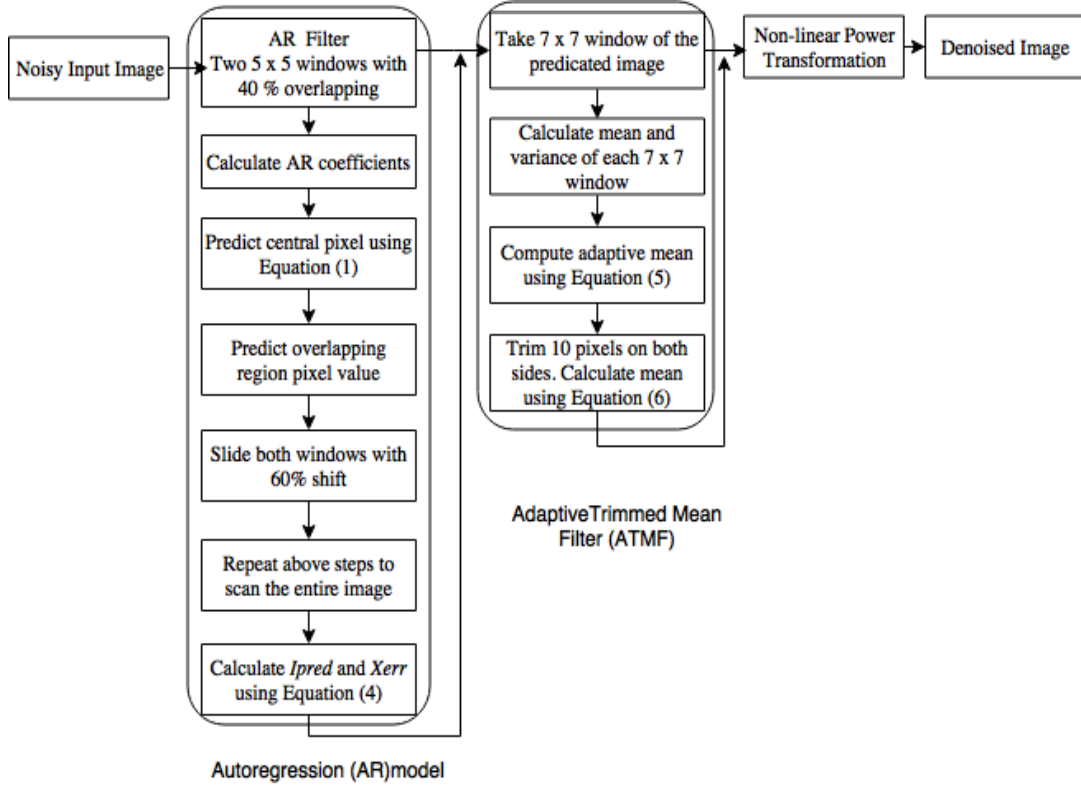 Noisy Input Image
AR Filter
Two 5 x 5 windows with
40 % overlapping
Calculate AR coefficients
Predict central pixel using
Equation (1)
Predict overlapping
region pixel value
Slide both windows with
60% shift
Repeat above steps to
scan the entire image
Calculate Ipred and Xerr
using Equation (4)
Autoregression (AR)model
Take 7 x 7 window of the
predicated image
Calculate mean and
variance of each 7 x 7
window
Compute adaptive mean
using Equation (5)
Trim 10 pixels on both
sides. Calculate mean
using Equation (6)
AdaptiveTrimmed Mean
Filter (ATMF)
Non-linear Power
Transformation
Denoised Image